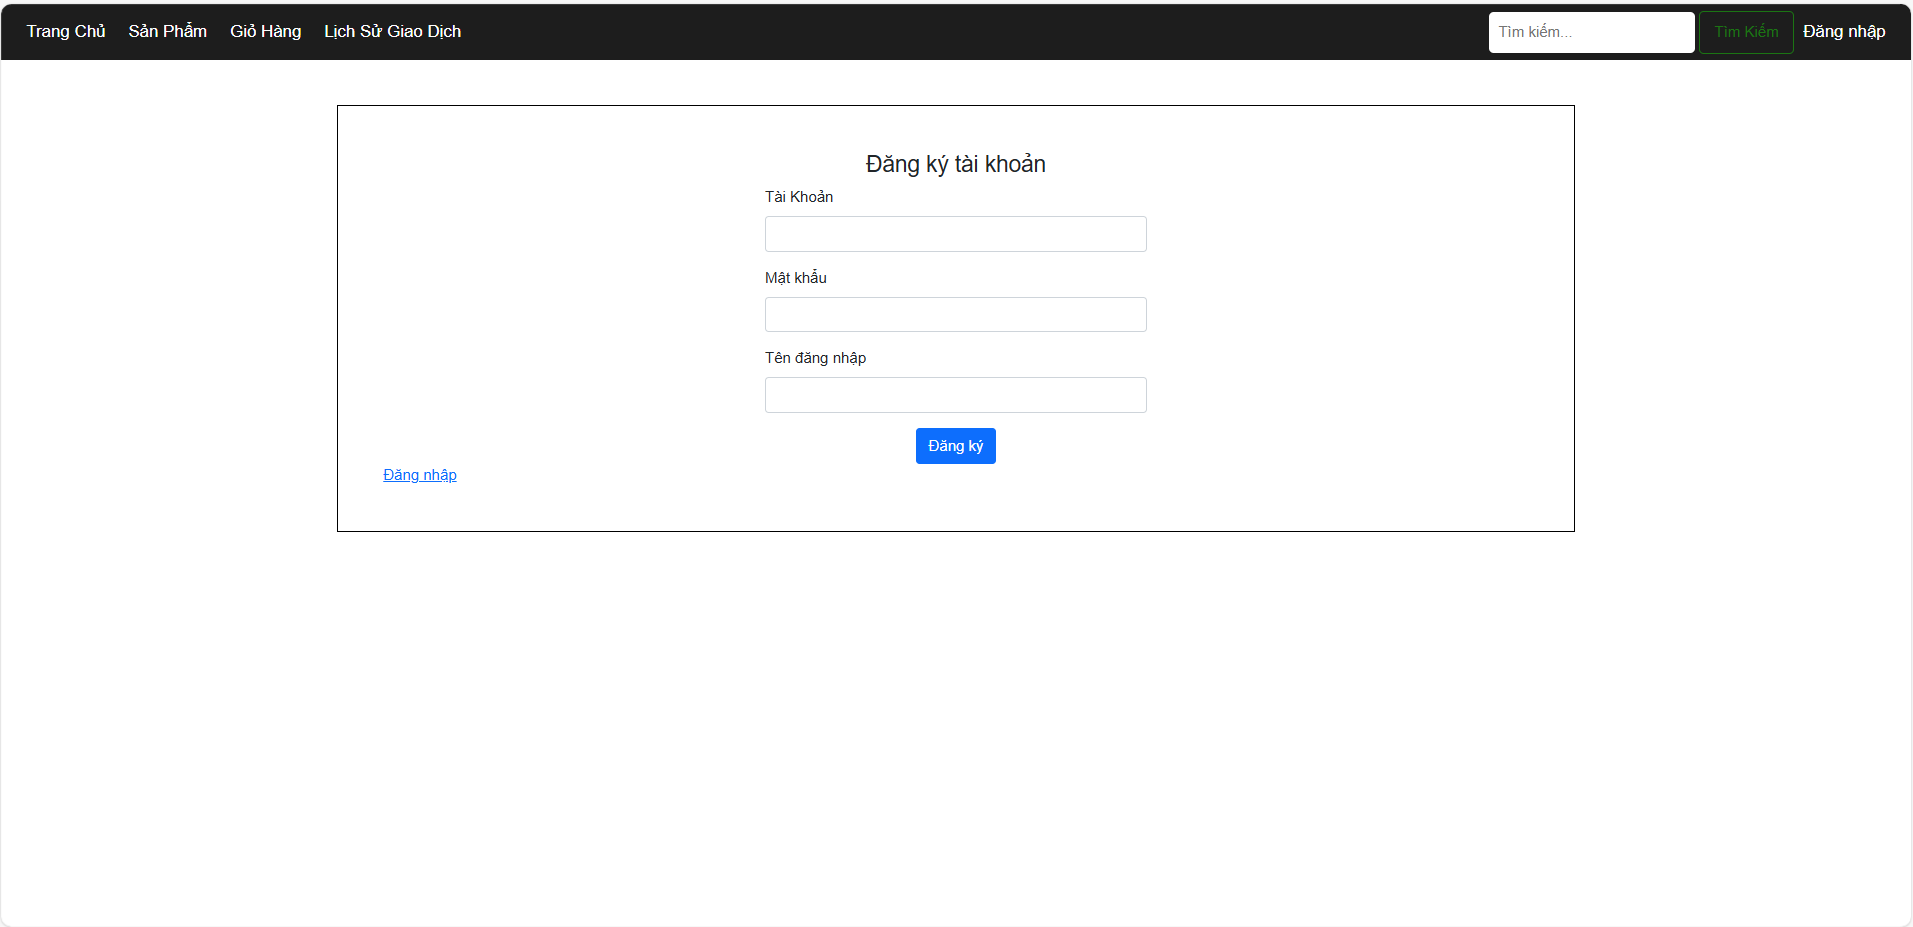 Trang Chủ Sản Phẩm Giỏ Hàng Lịch Sử Giao Dịch Tìm kiếm... Tìm Kiếm Đăng nhập
Đăng ký tài khoản
Tài Khoản
Mật khẩu
Tên đăng nhập
Đăng ký
Đăng nhập